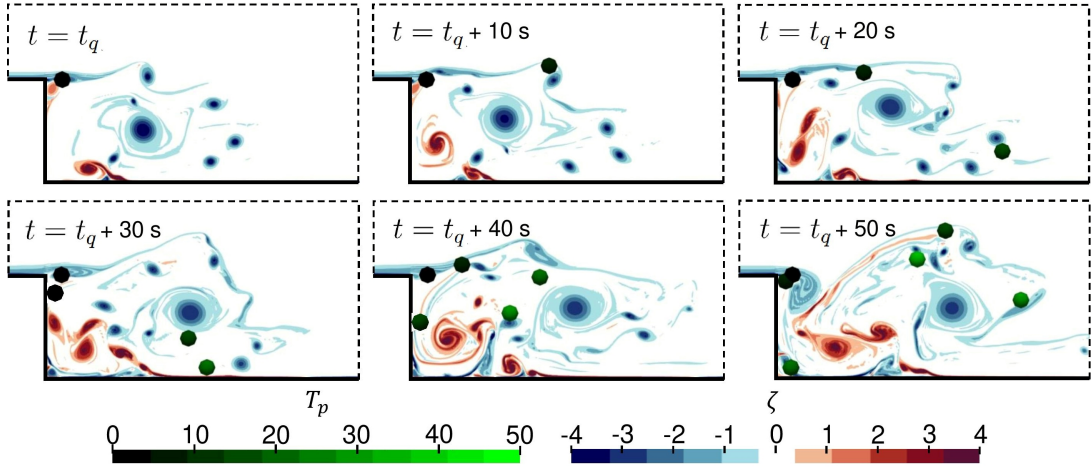 t = t_q
t = t_q + 10 s
t = t_q + 20 s
t = t_q + 30 s
t = t_q + 40 s
t = t_q + 50 s
T_p
ζ
0 10 20 30 40 50
-4 -3 -2 -1 0 1 2 3 4